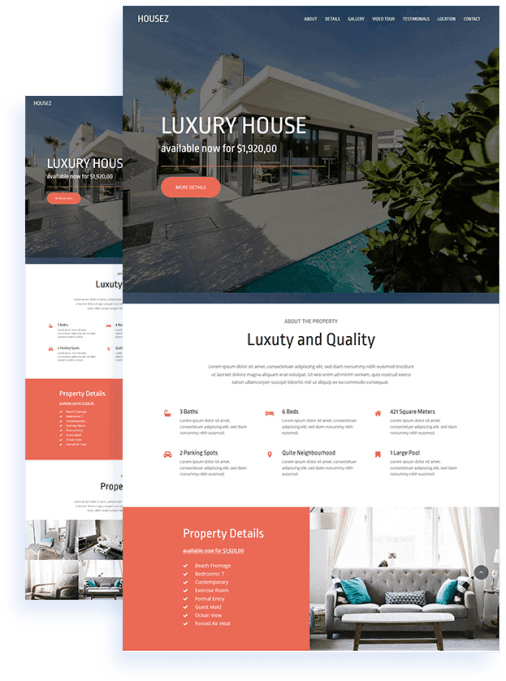 HOUSEZ
ABOUT DETAILS GALLERY VIDEO TOUR TESTIMONIALS LOCATION CONTACT
LUXURY HOUSE
available now for $1,920,00
MORE DETAILS
ABOUT THE PROPERTY
Luxuty and Quality
Lorem ipsum dolor sit amet, consectetuer adipiscing elit, sed diam nonummy nibh euismod tincidunt
ut laoreet dolore magna aliquam erat volutpat. Ut wisi enim ad minim veniam, quis nostrud exerci
tation ullamcorper suscipit lobortis nisl ut aliquip ex ea commodo consequat.
3 Baths
Lorem ipsum dolor sit amet,
consectetuer adipiscing elit, sed diam
nonummy nibh euismod.
6 Beds
Lorem ipsum dolor sit amet,
consectetuer adipiscing elit, sed diam
nonummy nibh euismod.
421 Square Meters
Lorem ipsum dolor sit amet,
consectetuer adipiscing elit, sed diam
nonummy nibh euismod.
2 Parking Spots
Lorem ipsum dolor sit amet,
consectetuer adipiscing elit, sed diam
nonummy nibh euismod.
Quite Neighbourhood
Lorem ipsum dolor sit amet,
consectetuer adipiscing elit, sed diam
nonummy nibh euismod.
1 Large Pool
Lorem ipsum dolor sit amet,
consectetuer adipiscing elit, sed diam
nonummy nibh euismod.
Property Details
available now for $1,920,00
Beach Frontage
Bedrooms: 7
Contemporary
Exercise Room
Formal Entry
Guest Maid
Ocean View
Forced Air Heat
HOUSEZ
LUXURY HOUS
available now for $1,920,00
Luxuty
3 Baths
2 Parking Spots
Property Details
Prope